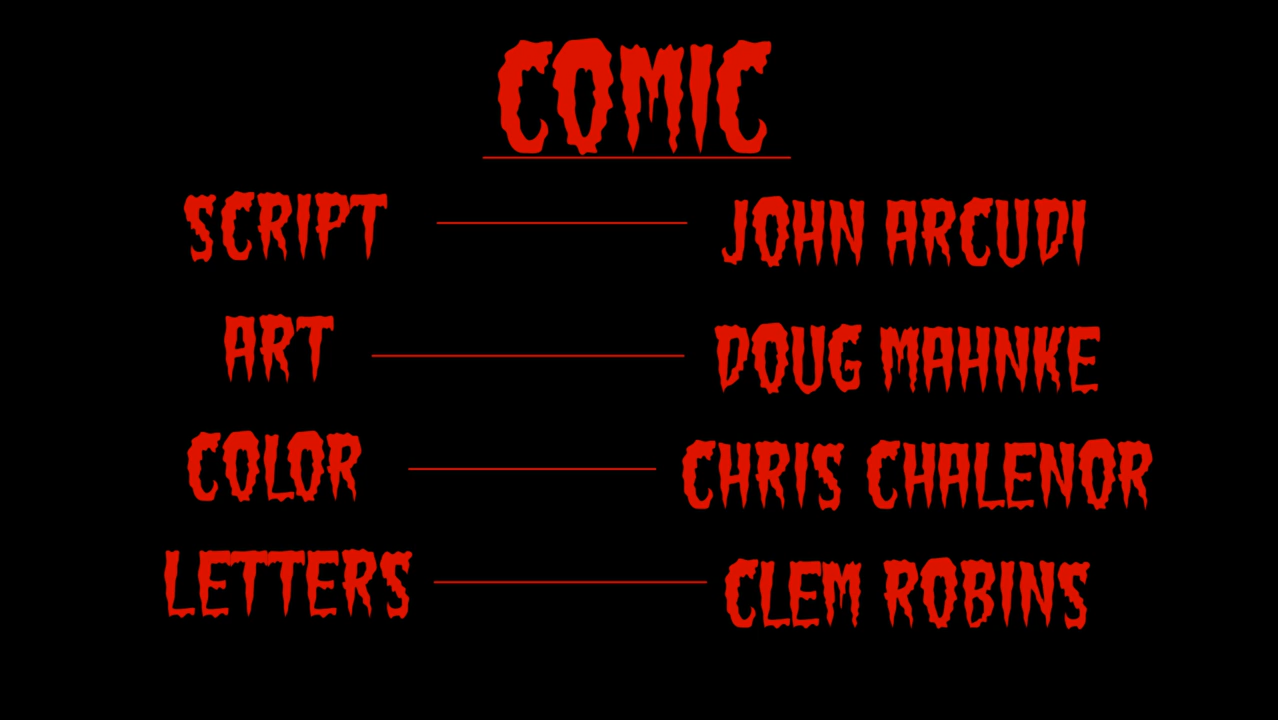 COMIC
SCRIPT JOHN ARCUDI
ART DOUG MAHNKE
COLOR CHRIS CHALENOR
LETTERS CLEM ROBINS